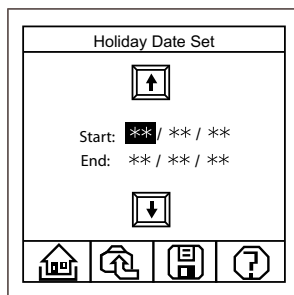 Holiday Date Set
Start: ** / ** / **
End: ** / ** / **
?